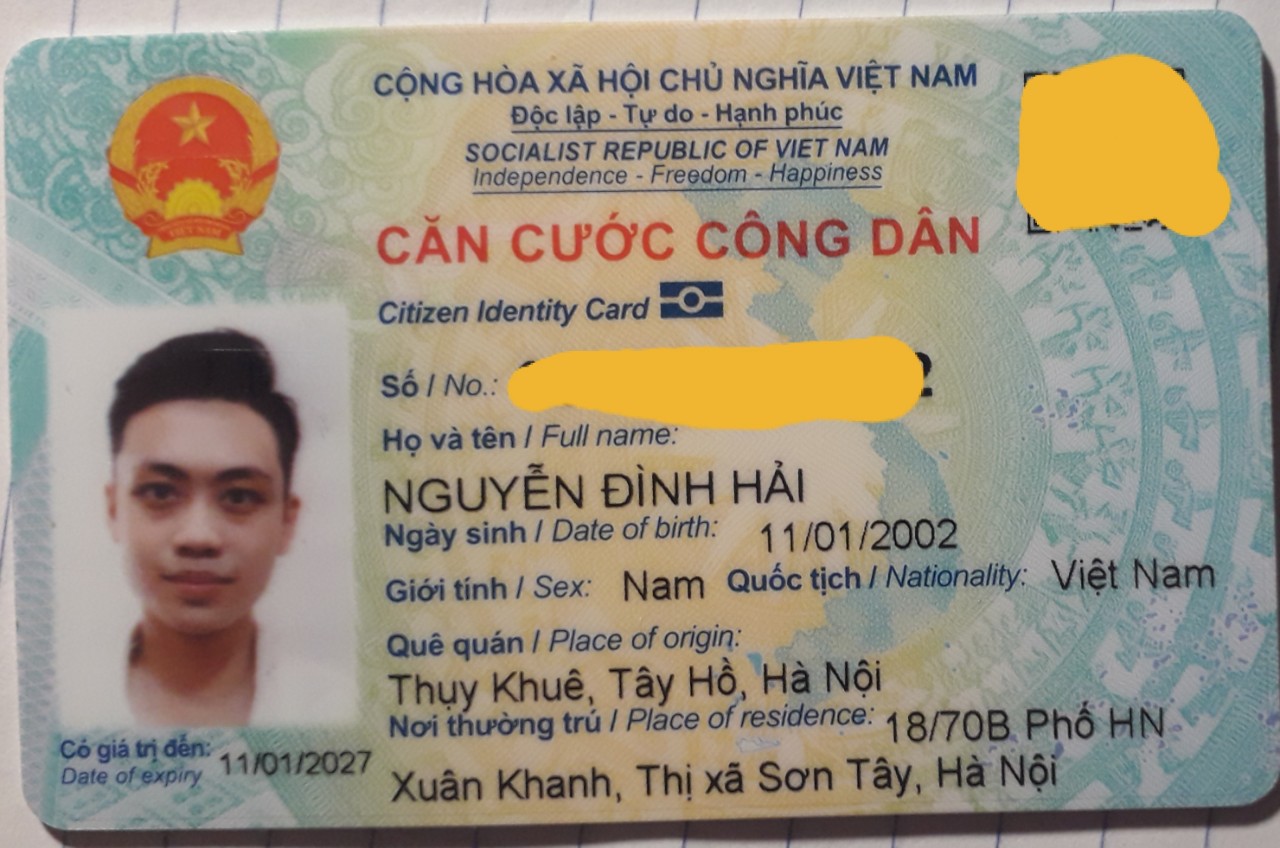 CỘNG HÒA XÃ HỘI CHỦ NGHĨA VIỆT NAM
Độc lập - Tự do - Hạnh phúc
SOCIALIST REPUBLIC OF VIET NAM
Independence - Freedom - Happiness
VIỆT NAM
CĂN CƯỚC CÔNG DÂN
Citizen Identity Card
Số / No.:
Họ và tên / Full name:
NGUYỄN ĐÌNH HẢI
Ngày sinh / Date of birth: 11/01/2002
Giới tính / Sex: Nam Quốc tịch / Nationality: Việt Nam
Quê quán / Place of origin:
Thụy Khuê, Tây Hồ, Hà Nội
Nơi thường trú / Place of residence: 18/70B Phố HN
Xuân Khanh, Thị xã Sơn Tây, Hà Nội
Có giá trị đến: 11/01/2027
Date of expiry